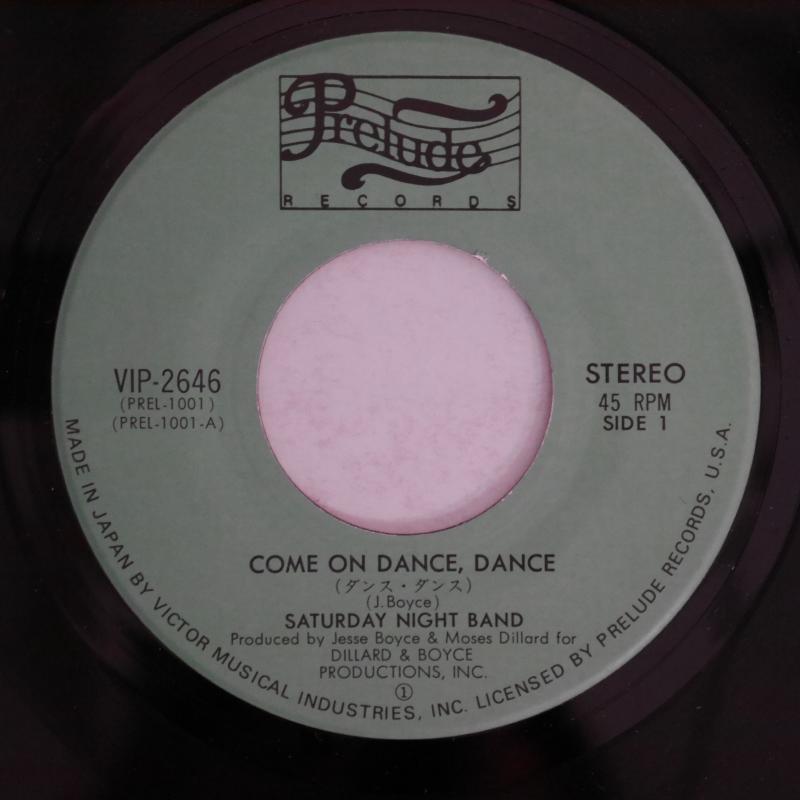 Prelude
RECORDS
VIP-2646
(PREL-1001)
(PREL-1001-A)
STEREO
45 RPM
SIDE 1
COME ON DANCE, DANCE
(ダンス・ダンス)
(J.Boyce)
SATURDAY NIGHT BAND
Produced by Jesse Boyce & Moses Dillard for
DILLARD & BOYCE
PRODUCTIONS, INC.
①
MADE IN JAPAN BY VICTOR MUSICAL INDUSTRIES, INC. LICENSED BY PRELUDE RECORDS, U.S.A.